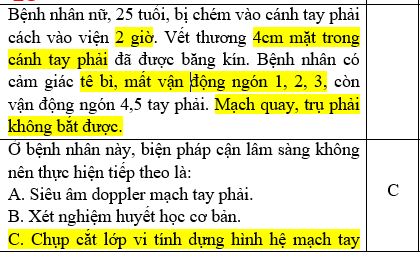 Bệnh nhân nữ, 25 tuổi, bị chém vào cánh tay phải
cách vào viện 2 giờ. Vết thương 4cm mặt trong
cánh tay phải đã được băng kín. Bệnh nhân có
cảm giác tê bì, mất vận động ngón 1, 2, 3, còn
vận động ngón 4,5 tay phải. Mạch quay, trụ phải
không bắt được.
Ở bệnh nhân này, biện pháp cận lâm sàng không
nên thực hiện tiếp theo là:
A. Siêu âm doppler mạch tay phải.
B. Xét nghiệm huyết học cơ bản.
C. Chụp cắt lớp vi tính dựng hình hệ mạch tay
C